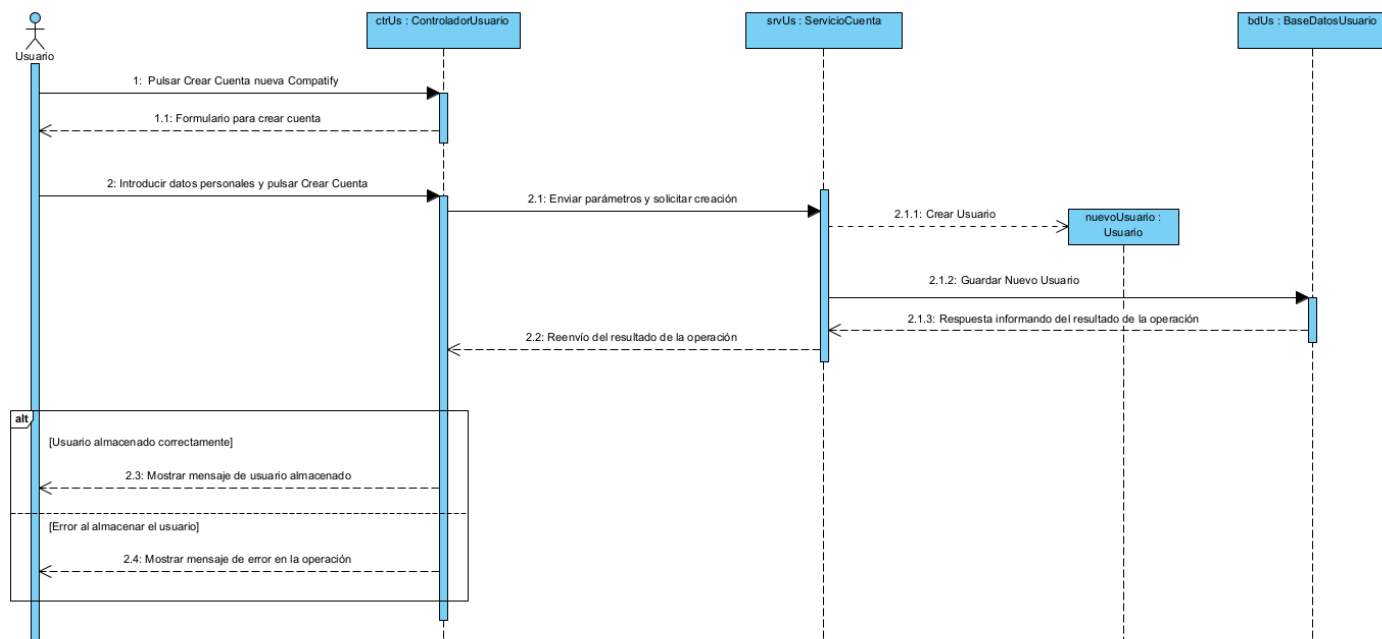 ctrUs : ControladorUsuario
srvUs : ServicioCuenta
bdUs : BaseDatosUsuario
Usuario
1:  Pulsar Crear Cuenta nueva Compatify
1.1: Formulario para crear cuenta
2: Introducir datos personales y pulsar Crear Cuenta
2.1: Enviar parámetros y solicitar creación
2.1.1: Crear Usuario
nuevoUsuario :
Usuario
2.1.2: Guardar Nuevo Usuario
2.1.3: Respuesta informando del resultado de la operación
2.2: Reenvío del resultado de la operación
alt
[Usuario almacenado correctamente]
2.3: Mostrar mensaje de usuario almacenado
[Error al almacenar el usuario]
2.4: Mostrar mensaje de error en la operación